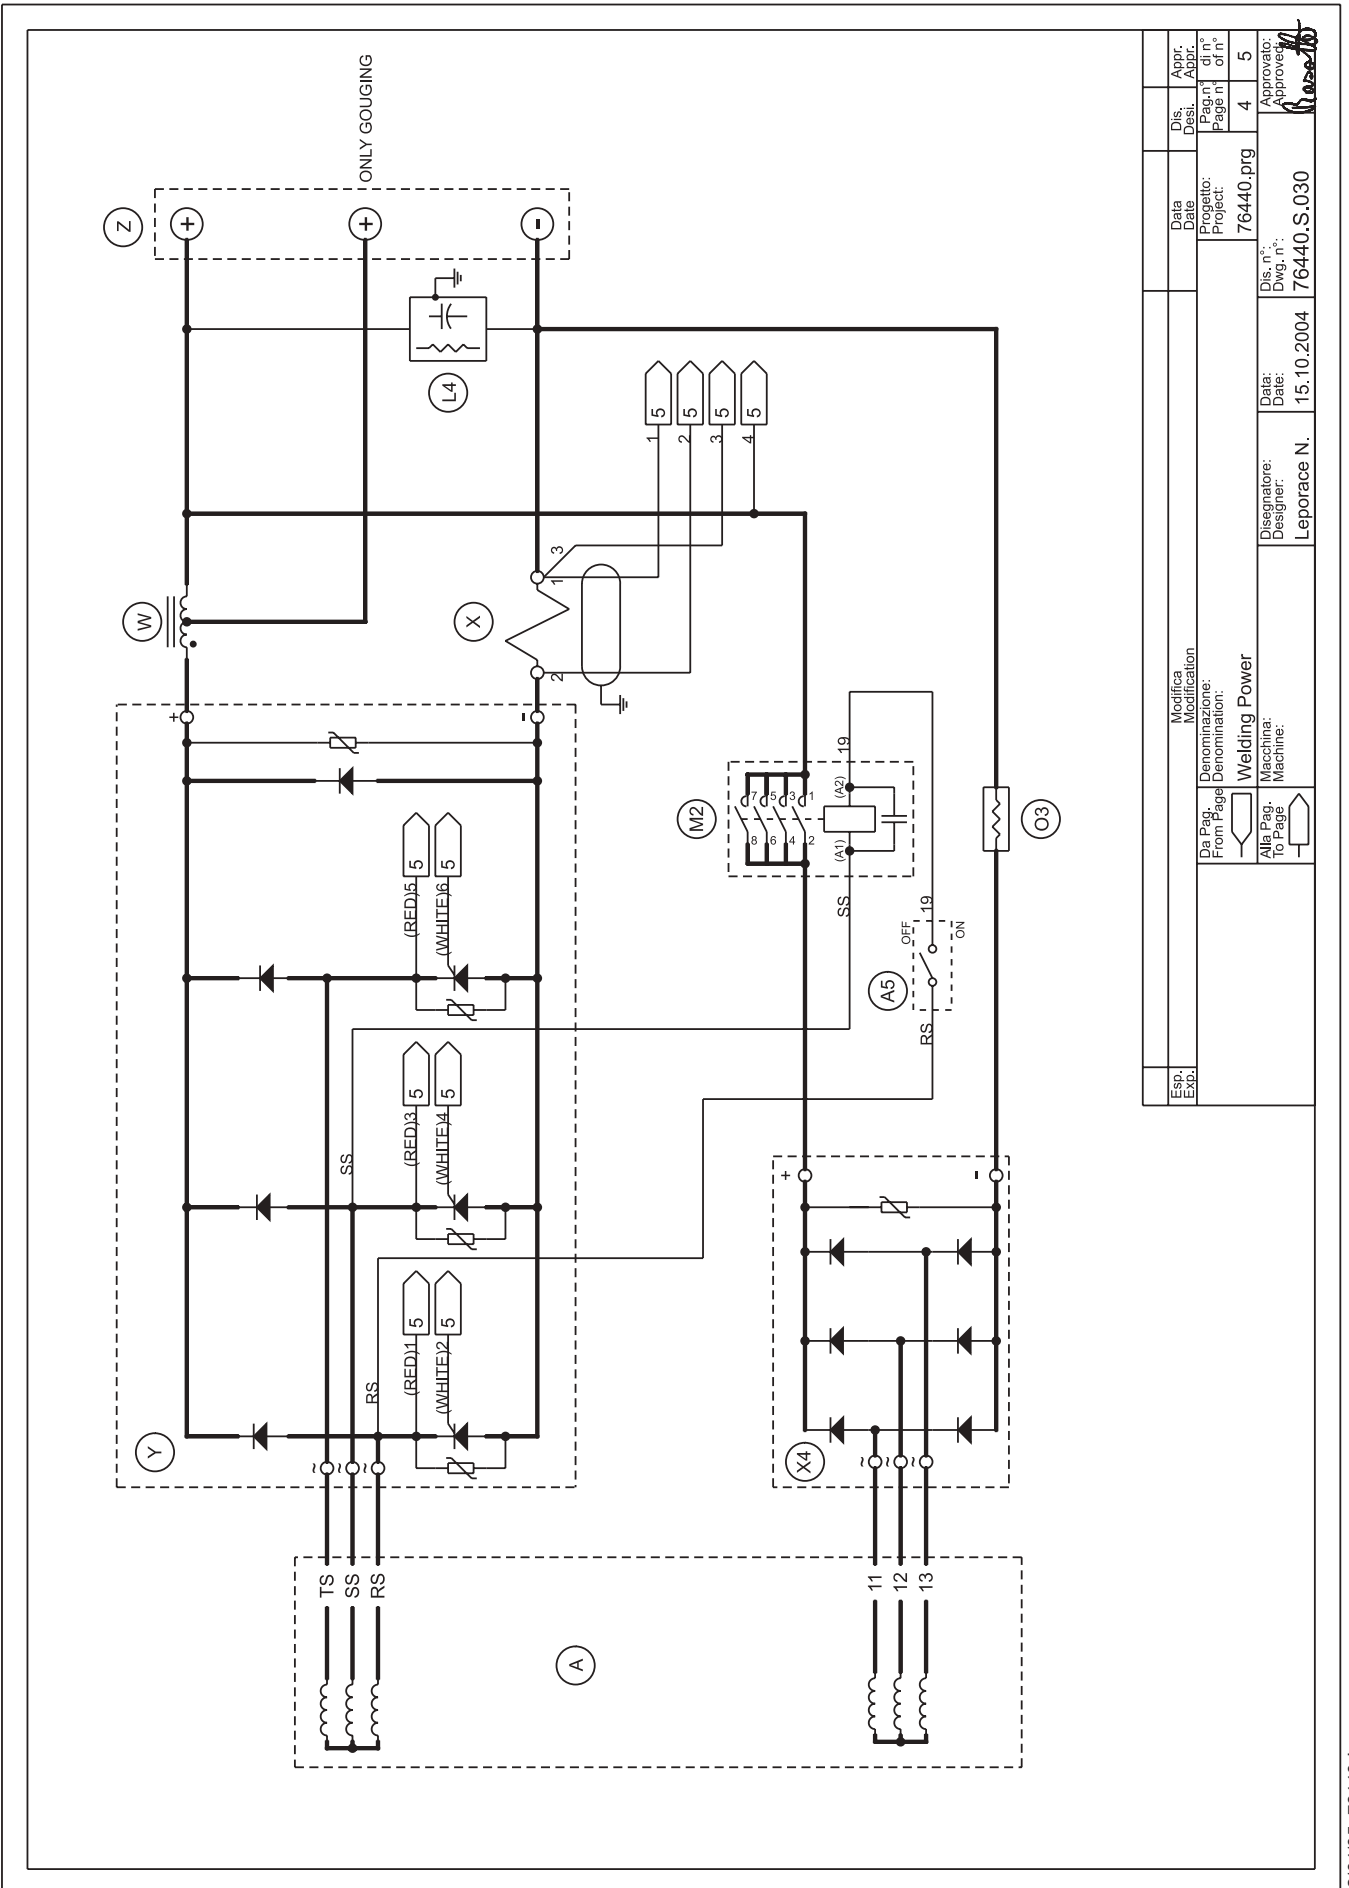 ONLY GOUGING
Z
+
+
-
L4
W
X
1
3
2
1
5
2
5
3
5
4
5
+
-
Y
(RED)5
5
(WHITE)6
5
SS
(RED)3
5
(WHITE)4
5
RS
(RED)1
5
(WHITE)2
5
~
~
~
TS
SS
RS
A
11
12
13
M2
7
5
3
1
8
6
4
2
(A2)
(A1)
19
SS
19
OFF
ON
A5
RS
O3
X4
+
-
~
~
~
Esp.
Exp.
Modifica
Modification
Data
Date
Dis.
Desi.
Appr.
Appr.
Da Pag.
From Page
Alla Pag.
To Page
Denominazione:
Denomination:
Welding Power
Progetto:
Project:
76440.prg
Pag.n°
Page n°
4
di n°
of n°
5
Macchina:
Machine:
Disegnatore:
Designer:
Leporace N.
Data:
Date:
15.10.2004
Dis. n°:
Dwg. n°:
76440.S.030
Approvato:
Approved: